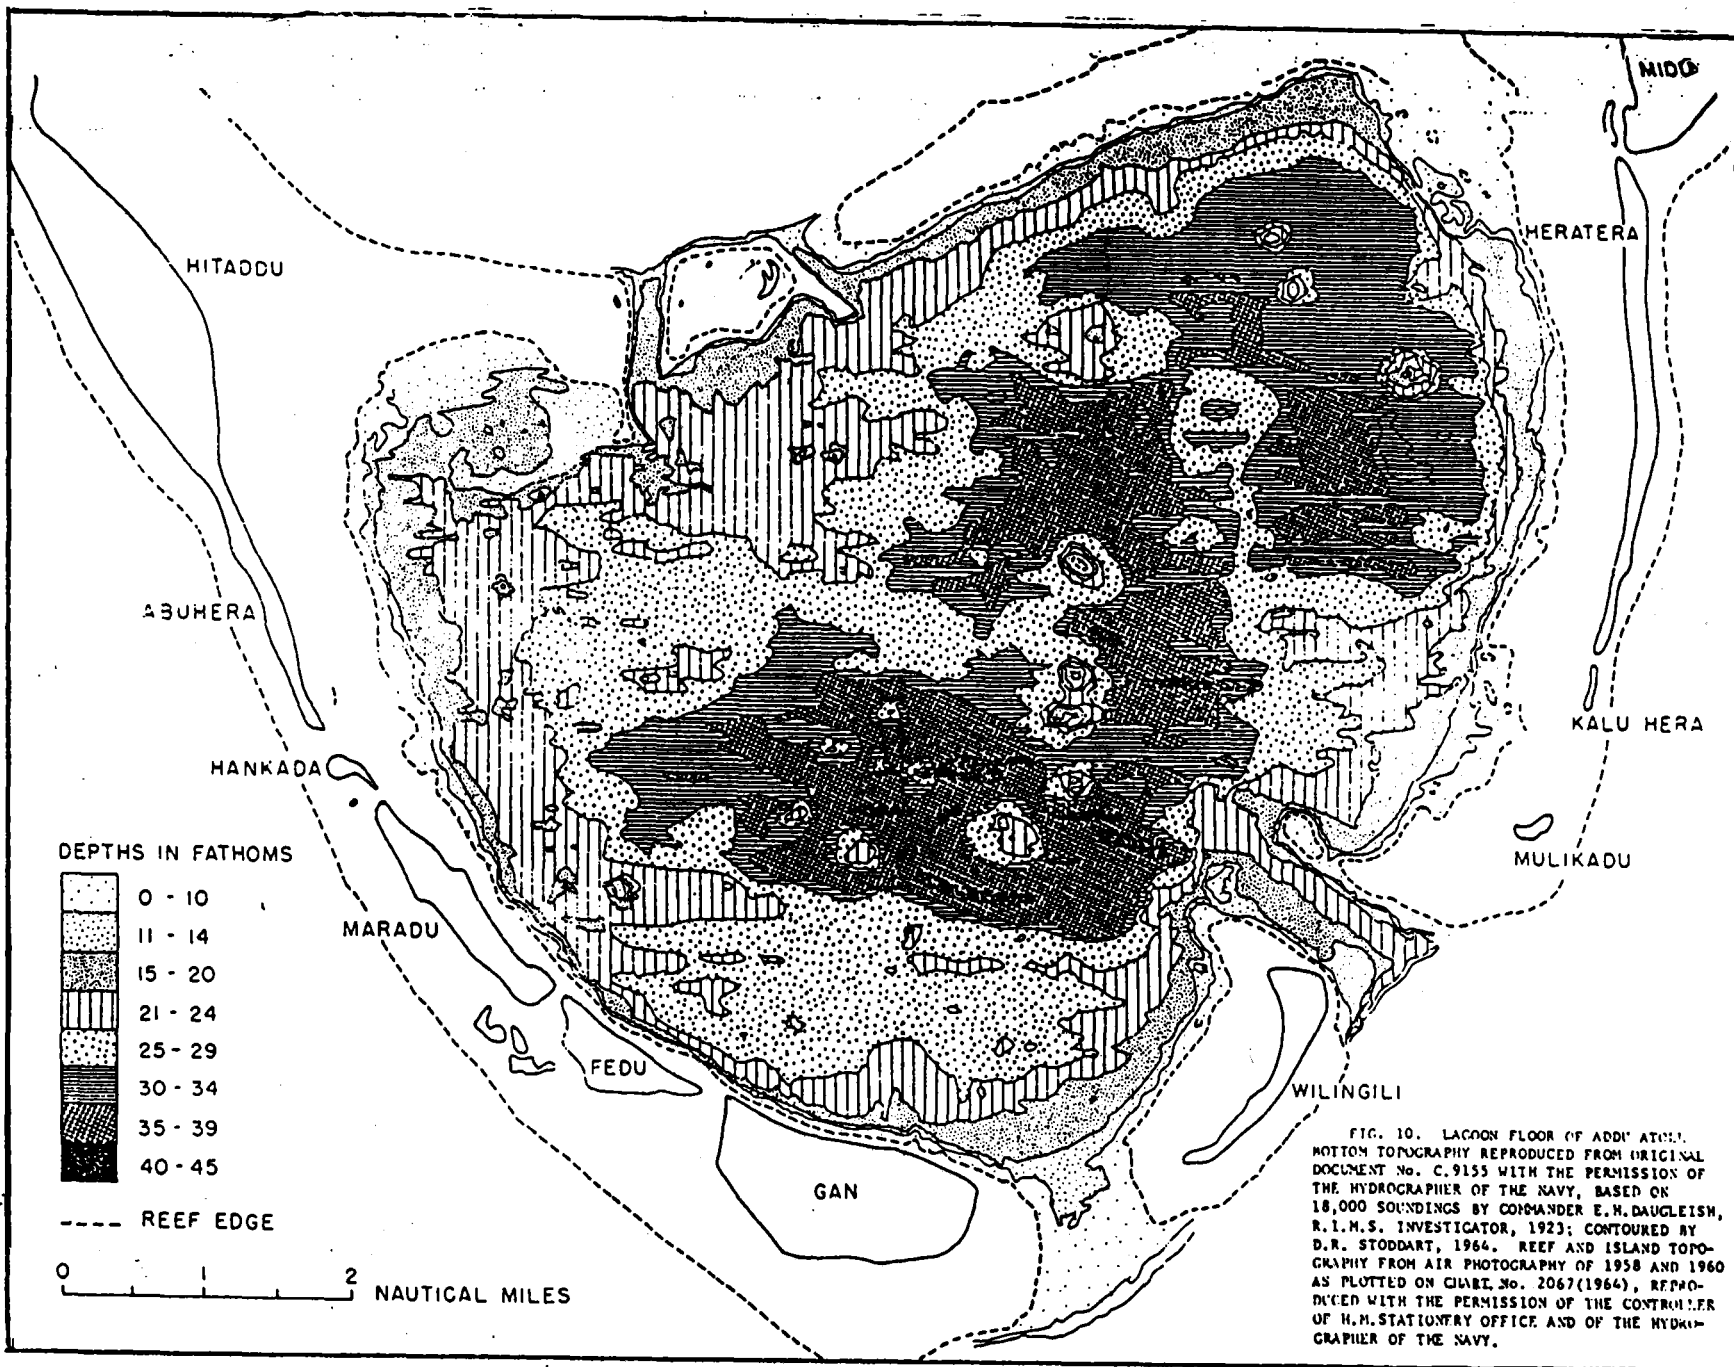 MIDU
HERATERA
HITADDU
ABUHERA
KALU HERA
HANKADA
MULIKADU
DEPTHS IN FATHOMS
0 - 10
11 - 14
15 - 20
21 - 24
25 - 29
30 - 34
35 - 39
40 - 45
REEF EDGE
0 1 2 NAUTICAL MILES
MARADU
FEDU
GAN
WILINGILI
FIG. 10. LAGOON FLOOR OF ADDU ATOLL.
BOTTOM TOPOGRAPHY REPRODUCED FROM ORIGINAL
DOCUMENT No. C.9155 WITH THE PERMISSION OF
THE HYDROGRAPHER OF THE NAVY, BASED ON
18,000 SOUNDINGS BY COMMANDER E.H.DAUGLEISH,
R.I.M.S. INVESTIGATOR, 1923; CONTOURED BY
D.R. STODDART, 1964. REEF AND ISLAND TOPO-
GRAPHY FROM AIR PHOTOGRAPHY OF 1958 AND 1960
AS PLOTTED ON CHART No. 2067(1964), REPRO-
DUCED WITH THE PERMISSION OF THE CONTROLLER
OF H.M.STATIONERY OFFICE AND OF THE HYDRO-
GRAPHER OF THE NAVY.